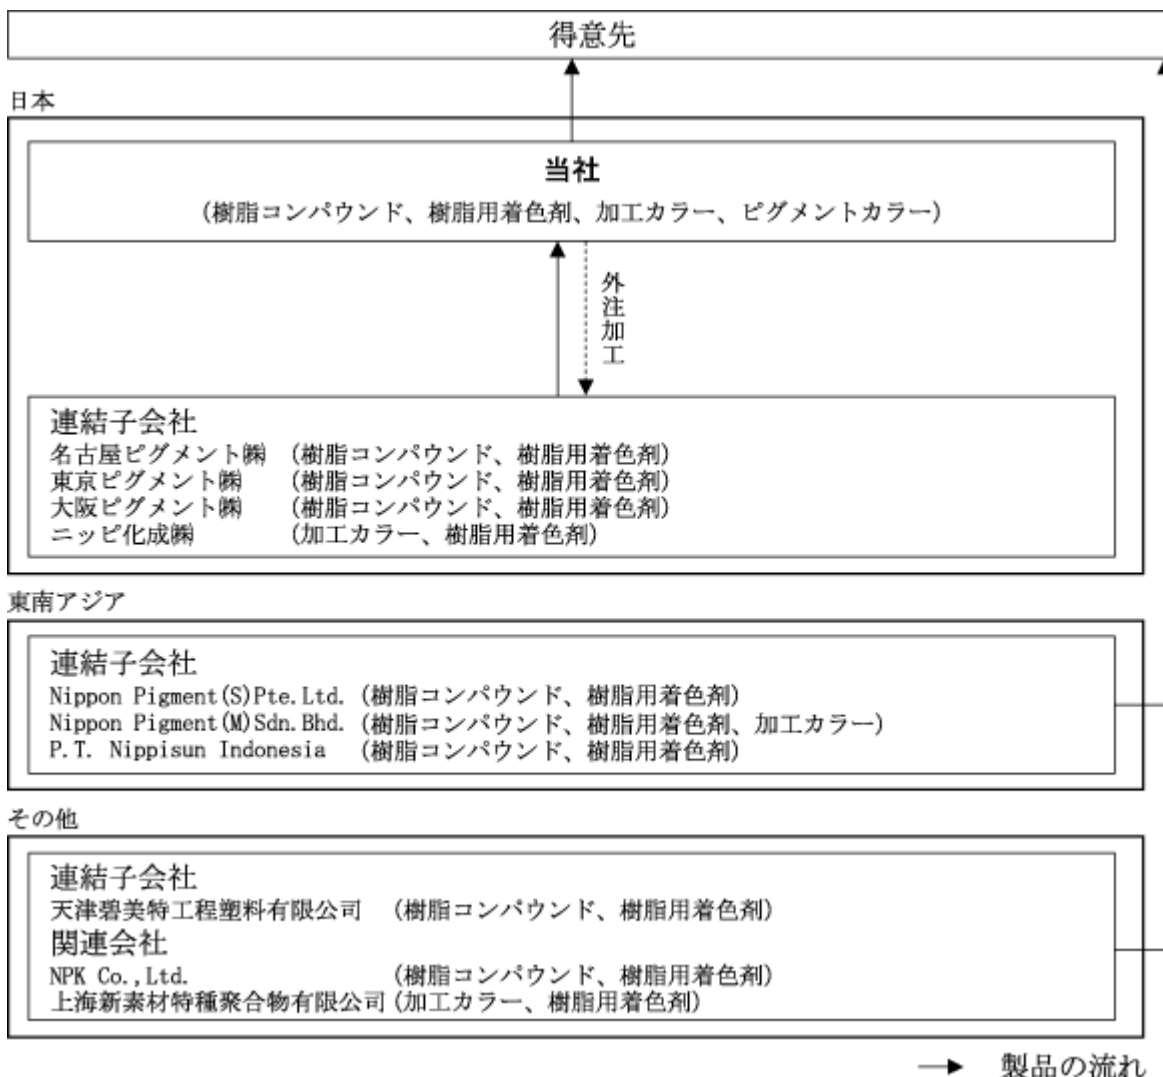 得意先
日本
当社
(樹脂コンパウンド、樹脂用着色剤、加工カラー、ピグメントカラー)
外注加工
連結子会社
名古屋ピグメント㈱ (樹脂コンパウンド、樹脂用着色剤)
東京ピグメント㈱ (樹脂コンパウンド、樹脂用着色剤)
大阪ピグメント㈱ (樹脂コンパウンド、樹脂用着色剤)
ニッピ化成㈱ (加工カラー、樹脂用着色剤)
東南アジア
連結子会社
Nippon Pigment(S)Pte.Ltd. (樹脂コンパウンド、樹脂用着色剤)
Nippon Pigment(M)Sdn.Bhd. (樹脂コンパウンド、樹脂用着色剤、加工カラー)
P.T. Nippisun Indonesia (樹脂コンパウンド、樹脂用着色剤)
その他
連結子会社
天津碧美特工程塑料有限公司 (樹脂コンパウンド、樹脂用着色剤)
関連会社
NPK Co.,Ltd. (樹脂コンパウンド、樹脂用着色剤)
上海新素材特種聚合物有限公司 (加工カラー、樹脂用着色剤)
製品の流れ